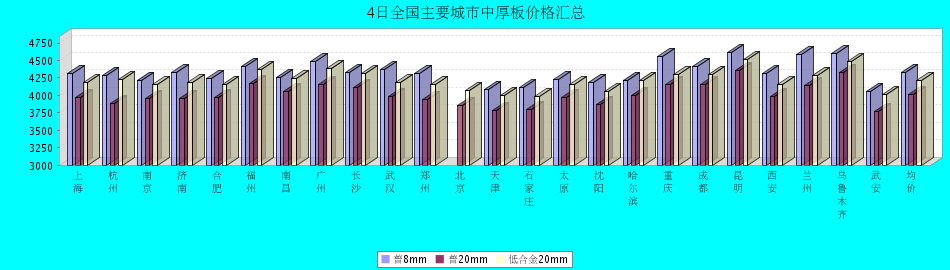 4日全国主要城市中厚板价格汇总
4750
4500
4250
4000
3750
3500
3250
3000
上海
杭州
南京
济南
合肥
福州
南昌
广州
长沙
武汉
郑州
北京
天津
石家庄
太原
沈阳
哈尔滨
重庆
成都
昆明
西安
兰州
乌鲁木齐
武安
均价
普8mm 普20mm 低合金20mm